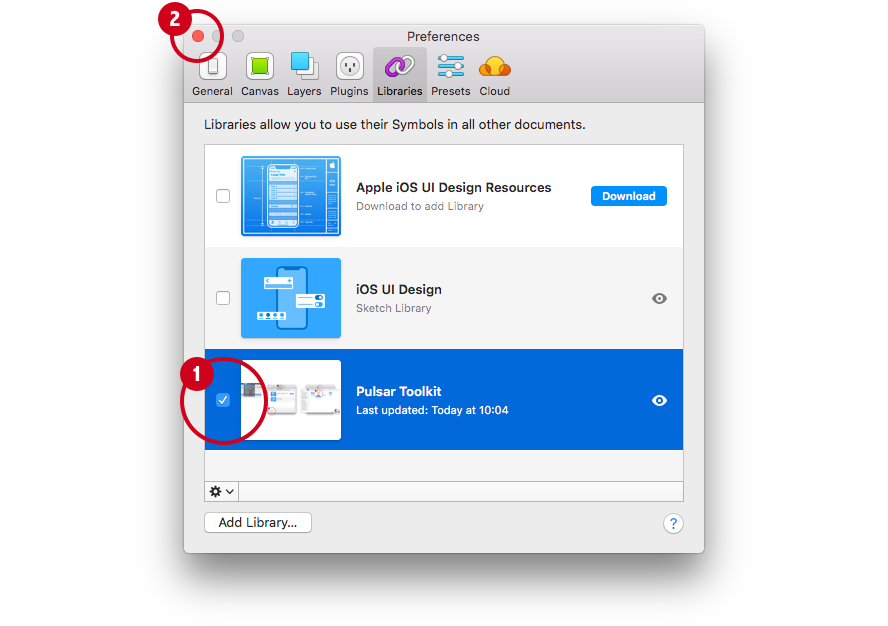 2
Preferences
General Canvas Layers Plugins Libraries Presets Cloud
Libraries allow you to use their Symbols in all other documents.
Apple iOS UI Design Resources
Download to add Library
Download
iOS UI Design
Sketch Library
1
Pulsar Toolkit
Last updated: Today at 10:04
Add Library...
?